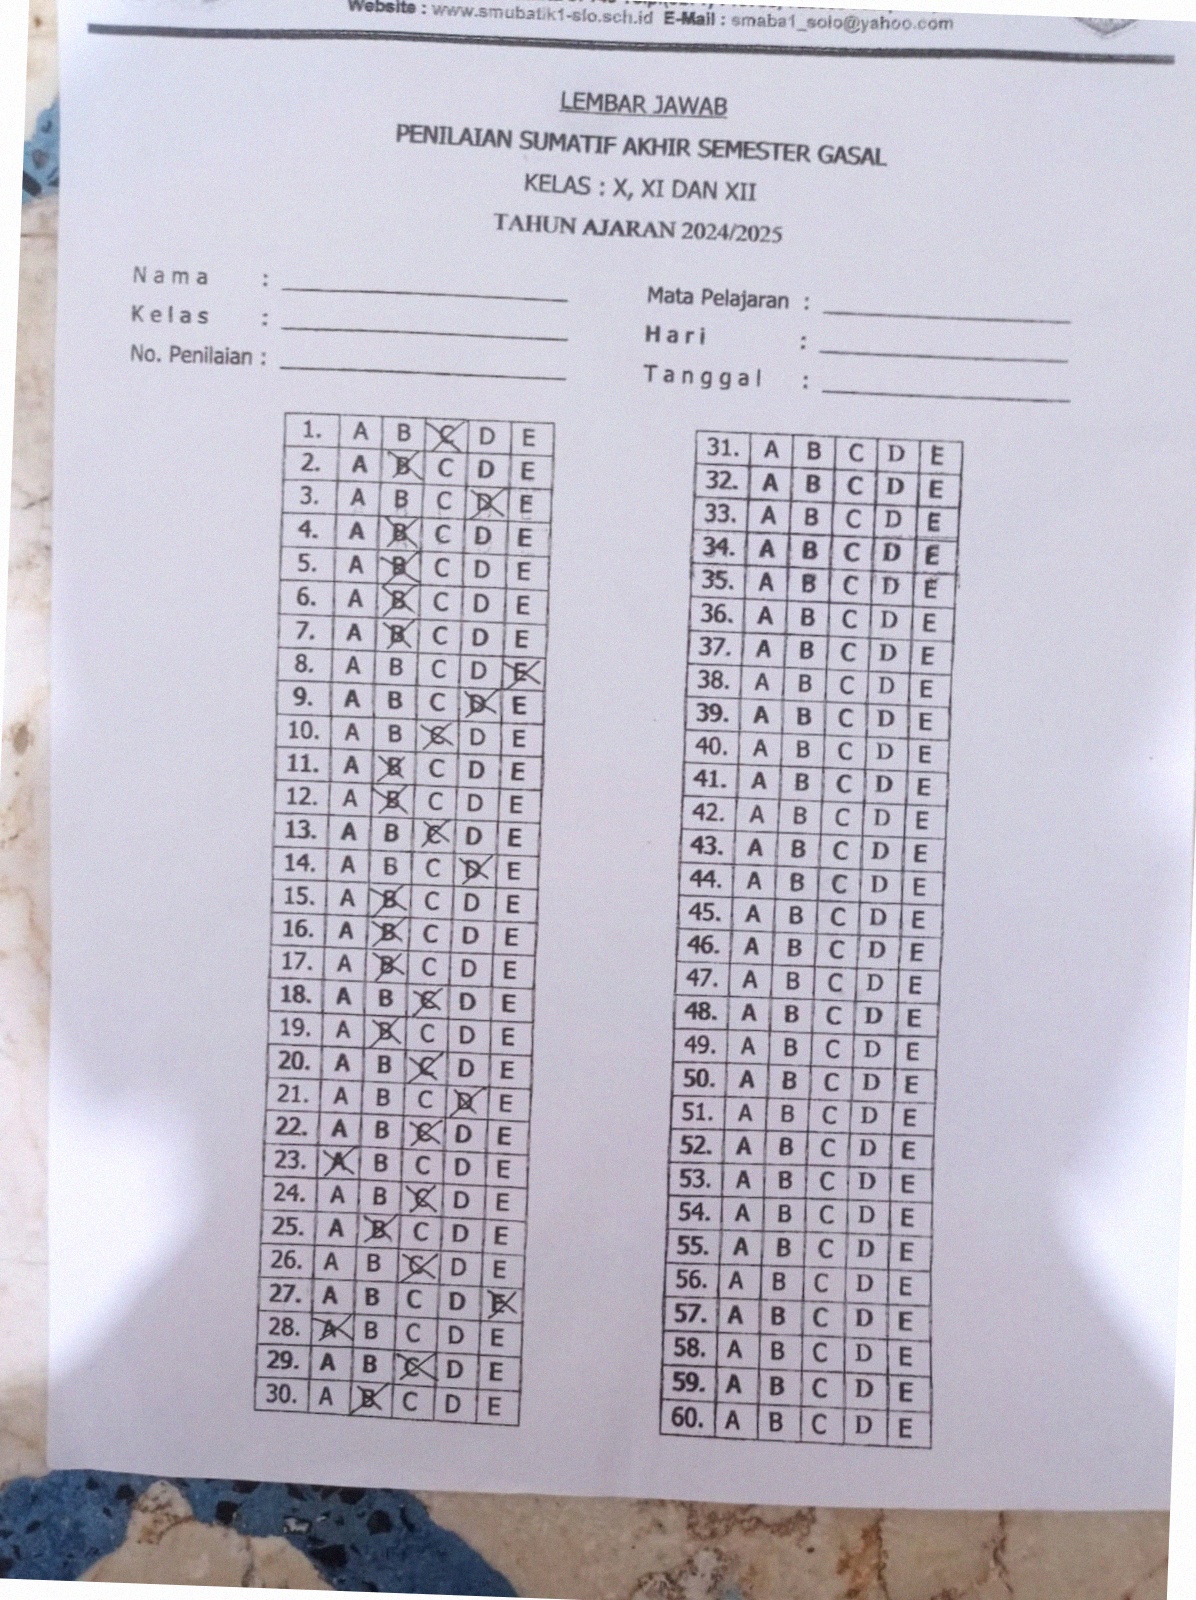 Website : www.smubatik1-slo.sch.id E-Mail : smaba1_solo@yahoo.com
LEMBAR JAWAB
PENILAIAN SUMATIF AKHIR SEMESTER GASAL
KELAS : X, XI DAN XII
TAHUN AJARAN 2024/2025
Nama :
Kelas :
No. Penilaian :
Mata Pelajaran :
Hari :
Tanggal :
1. A B C D E
2. A B C D E
3. A B C D E
4. A B C D E
5. A B C D E
6. A B C D E
7. A B C D E
8. A B C D E
9. A B C D E
10. A B C D E
11. A B C D E
12. A B C D E
13. A B C D E
14. A B C D E
15. A B C D E
16. A B C D E
17. A B C D E
18. A B C D E
19. A B C D E
20. A B C D E
21. A B C D E
22. A B C D E
23. A B C D E
24. A B C D E
25. A B C D E
26. A B C D E
27. A B C D E
28. A B C D E
29. A B C D E
30. A B C D E
31. A B C D E
32. A B C D E
33. A B C D E
34. A B C D E
35. A B C D E
36. A B C D E
37. A B C D E
38. A B C D E
39. A B C D E
40. A B C D E
41. A B C D E
42. A B C D E
43. A B C D E
44. A B C D E
45. A B C D E
46. A B C D E
47. A B C D E
48. A B C D E
49. A B C D E
50. A B C D E
51. A B C D E
52. A B C D E
53. A B C D E
54. A B C D E
55. A B C D E
56. A B C D E
57. A B C D E
58. A B C D E
59. A B C D E
60. A B C D E